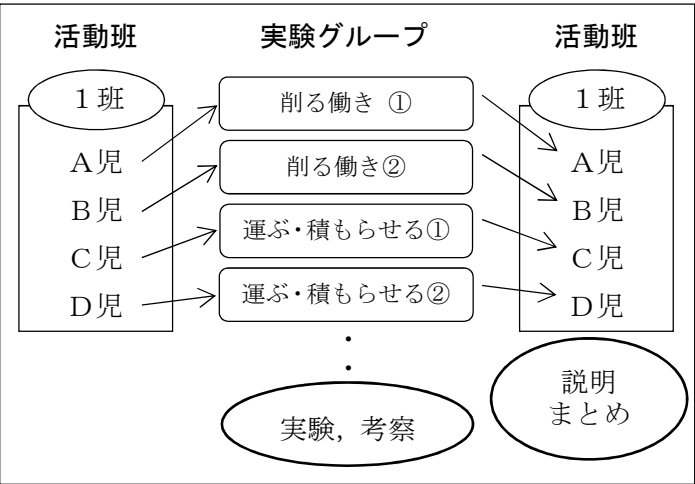 活動班
実験グループ
活動班
１班
A児
B児
C児
D児
削る働き ①
削る働き②
運ぶ・積もらせる①
運ぶ・積もらせる②
・
・
実験，考察
１班
A児
B児
C児
D児
説明
まとめ